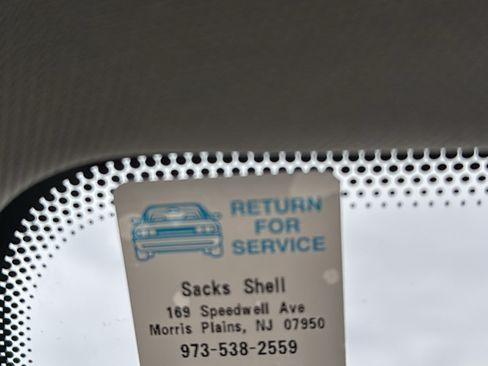 RETURN
FOR
SERVICE
Sacks Shell
169 Speedwell Ave
Morris Plains, NJ 07950
973-538-2559